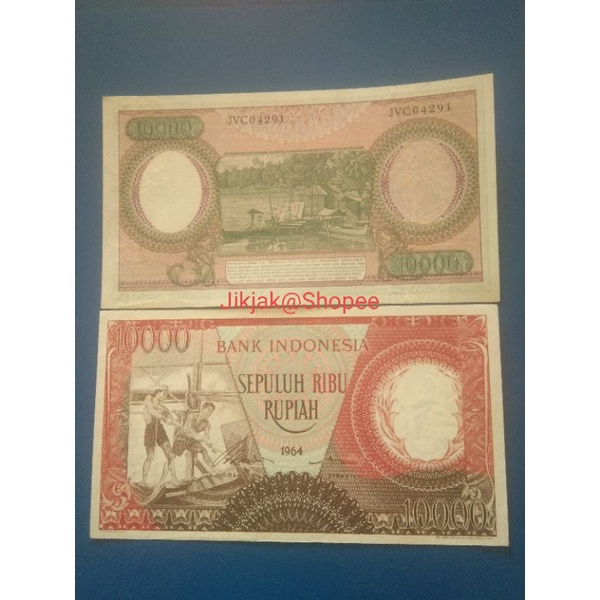 10000
JVC04291
JVC04291
10000
Jikjak@Shopee
10000
BANK INDONESIA
SEPULUH RIBU
RUPIAH
1964
10000